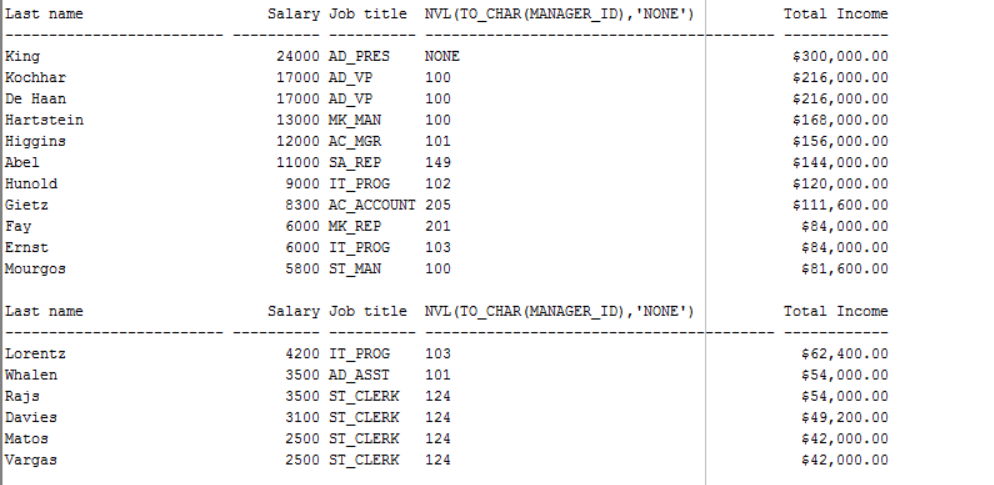 Last name                     Salary Job title  NVL(TO_CHAR(MANAGER_ID),'NONE')          Total Income
------------------------- ---------- ---------- ---------------------------------------- ------------
King                           24000 AD_PRES    NONE                                      $300,000.00
Kochhar                        17000 AD_VP      100                                       $216,000.00
De Haan                        17000 AD_VP      100                                       $216,000.00
Hartstein                      13000 MK_MAN     100                                       $168,000.00
Higgins                        12000 AC_MGR     101                                       $156,000.00
Abel                           11000 SA_REP     149                                       $144,000.00
Hunold                          9000 IT_PROG    102                                       $120,000.00
Gietz                           8300 AC_ACCOUNT 205                                       $111,600.00
Fay                             6000 MK_REP     201                                        $84,000.00
Ernst                           6000 IT_PROG    103                                        $84,000.00
Mourgos                         5800 ST_MAN     100                                        $81,600.00

Last name                     Salary Job title  NVL(TO_CHAR(MANAGER_ID),'NONE')          Total Income
------------------------- ---------- ---------- ---------------------------------------- ------------
Lorentz                         4200 IT_PROG    103                                        $62,400.00
Whalen                          3500 AD_ASST    101                                        $54,000.00
Rajs                            3500 ST_CLERK   124                                        $54,000.00
Davies                          3100 ST_CLERK   124                                        $49,200.00
Matos                           2500 ST_CLERK   124                                        $42,000.00
Vargas                          2500 ST_CLERK   124                                        $42,000.00